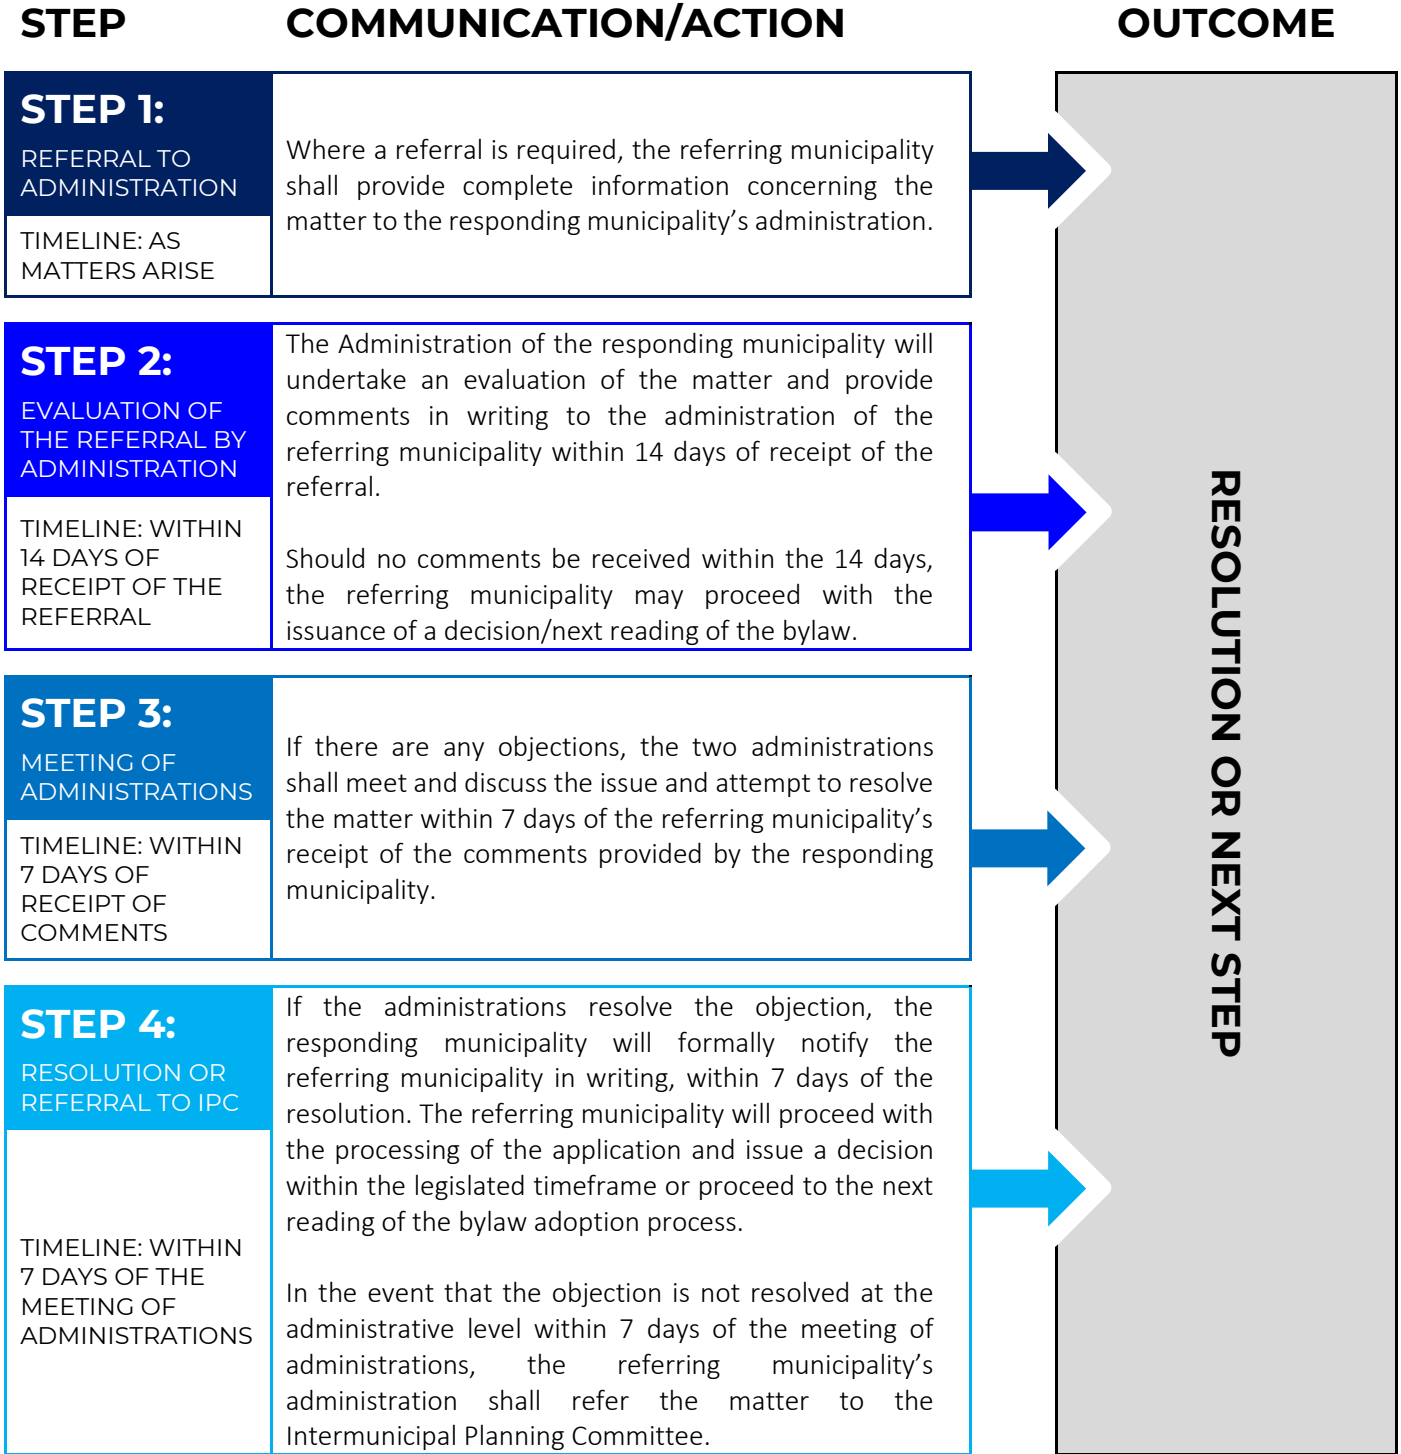 STEP COMMUNICATION/ACTION OUTCOME
STEP 1:
REFERRAL TO
ADMINISTRATION
TIMELINE: AS
MATTERS ARISE
Where a referral is required, the referring municipality
shall provide complete information concerning the
matter to the responding municipality’s administration.
STEP 2:
EVALUATION OF
THE REFERRAL BY
ADMINISTRATION
TIMELINE: WITHIN
14 DAYS OF
RECEIPT OF THE
REFERRAL
The Administration of the responding municipality will
undertake an evaluation of the matter and provide
comments in writing to the administration of the
referring municipality within 14 days of receipt of the
referral.
Should no comments be received within the 14 days,
the referring municipality may proceed with the
issuance of a decision/next reading of the bylaw.
STEP 3:
MEETING OF
ADMINISTRATIONS
TIMELINE: WITHIN
7 DAYS OF
RECEIPT OF
COMMENTS
If there are any objections, the two administrations
shall meet and discuss the issue and attempt to resolve
the matter within 7 days of the referring municipality’s
receipt of the comments provided by the responding
municipality.
STEP 4:
RESOLUTION OR
REFERRAL TO IPC
TIMELINE: WITHIN
7 DAYS OF THE
MEETING OF
ADMINISTRATIONS
If the administrations resolve the objection, the
responding municipality will formally notify the
referring municipality in writing, within 7 days of the
resolution. The referring municipality will proceed with
the processing of the application and issue a decision
within the legislated timeframe or proceed to the next
reading of the bylaw adoption process.
In the event that the objection is not resolved at the
administrative level within 7 days of the meeting of
administrations, the referring municipality’s
administration shall refer the matter to the
Intermunicipal Planning Committee.
RESOLUTION OR NEXT STEP